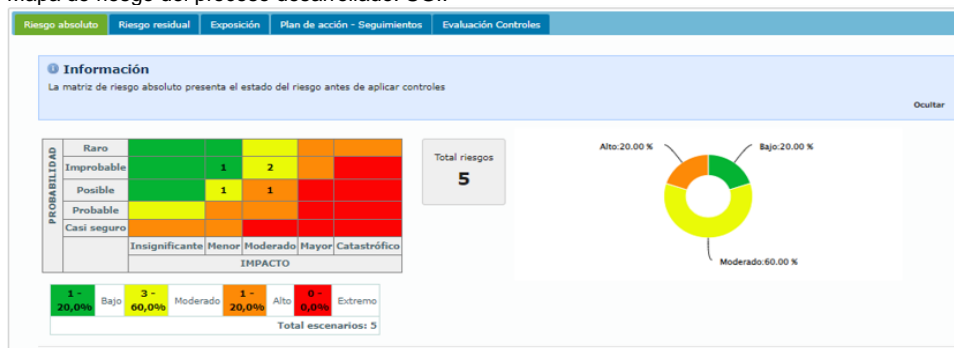 Riesgo absoluto Riesgo residual Exposición Plan de acción - Seguimientos Evaluación Controles
Información
La matriz de riesgo absoluto presenta el estado del riesgo antes de aplicar controles
Ocultar
PROBABILIDAD
Raro
Improbable 1 2
Posible 1 1
Probable
Casi seguro
Insignificante Menor Moderado Mayor Catastrófico
IMPACTO
Total riesgos
5
Alto:20.00 % Bajo:20.00 %
Moderado:60.00 %
1 - 20,0% Bajo 3 - 60,0% Moderado 1 - 20,0% Alto 0 - 0,0% Extremo
Total escenarios: 5